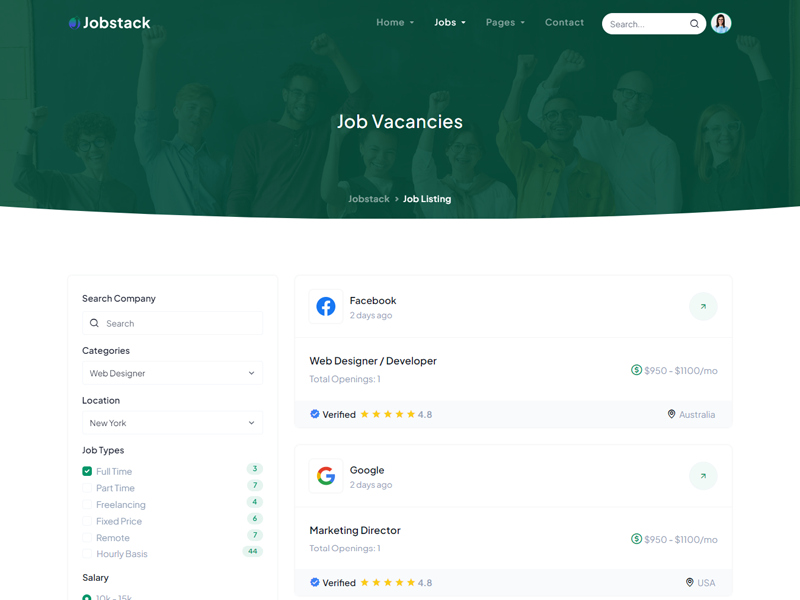 Jobstack
Home Jobs Pages Contact Search...
Job Vacancies
Jobstack > Job Listing
Search Company
Search
Categories
Web Designer
Location
New York
Job Types
Full Time 3
Part Time 7
Freelancing 4
Fixed Price 6
Remote 7
Hourly Basis 44
Salary
10k - 15k
Facebook
2 days ago
Web Designer / Developer
Total Openings: 1
$950 - $1100/mo
Verified 4.8
Australia
Google
2 days ago
Marketing Director
Total Openings: 1
$950 - $1100/mo
Verified 4.8
USA